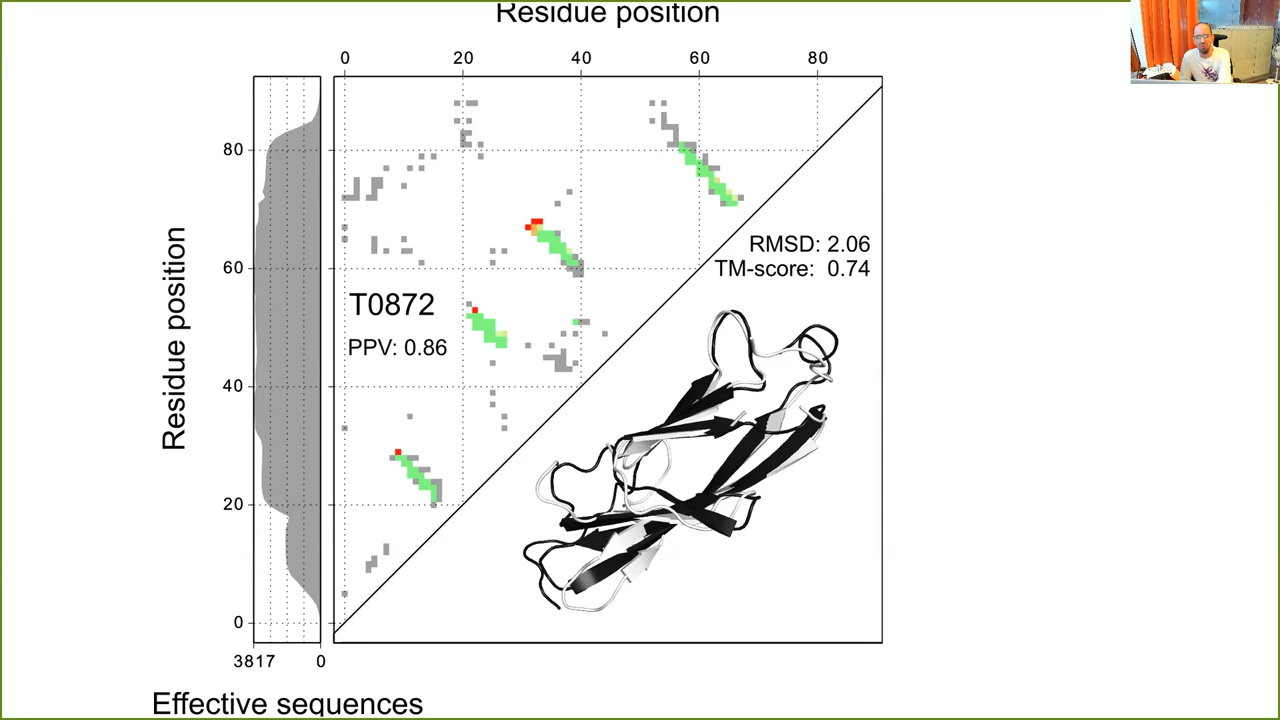 Residue position
0 20 40 60 80
80
60
40
20
0
Residue position
RMSD: 2.06
TM-score: 0.74
T0872
PPV: 0.86
3817 0
Effective sequences